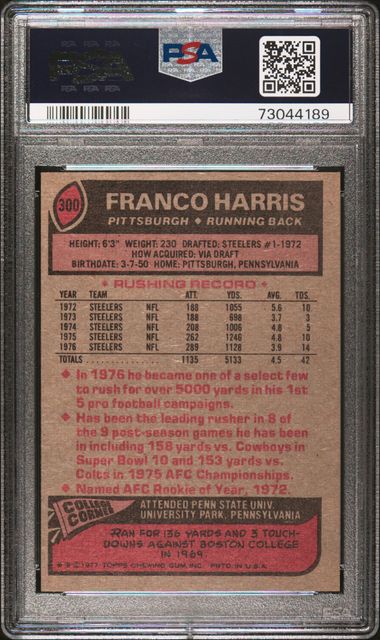 PSA
73044189
300
FRANCO HARRIS
PITTSBURGH ◆ RUNNING BACK
HEIGHT: 6'3" WEIGHT: 230 DRAFTED: STEELERS #1-1972
HOW ACQUIRED: VIA DRAFT
BIRTHDATE: 3-7-50 HOME: PITTSBURGH, PENNSYLVANIA
RUSHING RECORD
YEAR TEAM ATT. YDS. AVG. TDS.
1972 STEELERS NFL 188 1055 5.6 10
1973 STEELERS NFL 188 698 3.7 3
1974 STEELERS NFL 208 1006 4.8 5
1975 STEELERS NFL 262 1246 4.8 10
1976 STEELERS NFL 289 1128 3.9 14
TOTALS 1135 5133 4.5 42
◆ In 1976 he became one of a select few
to rush for over 5000 yards in his 1st
5 pro football campaigns.
◆ Has been the leading rusher in 8 of
the 9 post-season games he has been
in including 158 yards vs. Cowboys in
Super Bowl 10 and 153 yards vs.
Colts in 1975 AFC Championships.
◆ Named AFC Rookie of Year, 1972.
COLLEGE CORNER
ATTENDED PENN STATE UNIV.
UNIVERSITY PARK, PENNSYLVANIA
RAN FOR 136 YARDS AND 3 TOUCH-
DOWNS AGAINST BOSTON COLLEGE
IN 1969.
★★© 1977 TOPPS CHEWING GUM, INC. PRTD. IN U.S.A.
PSA